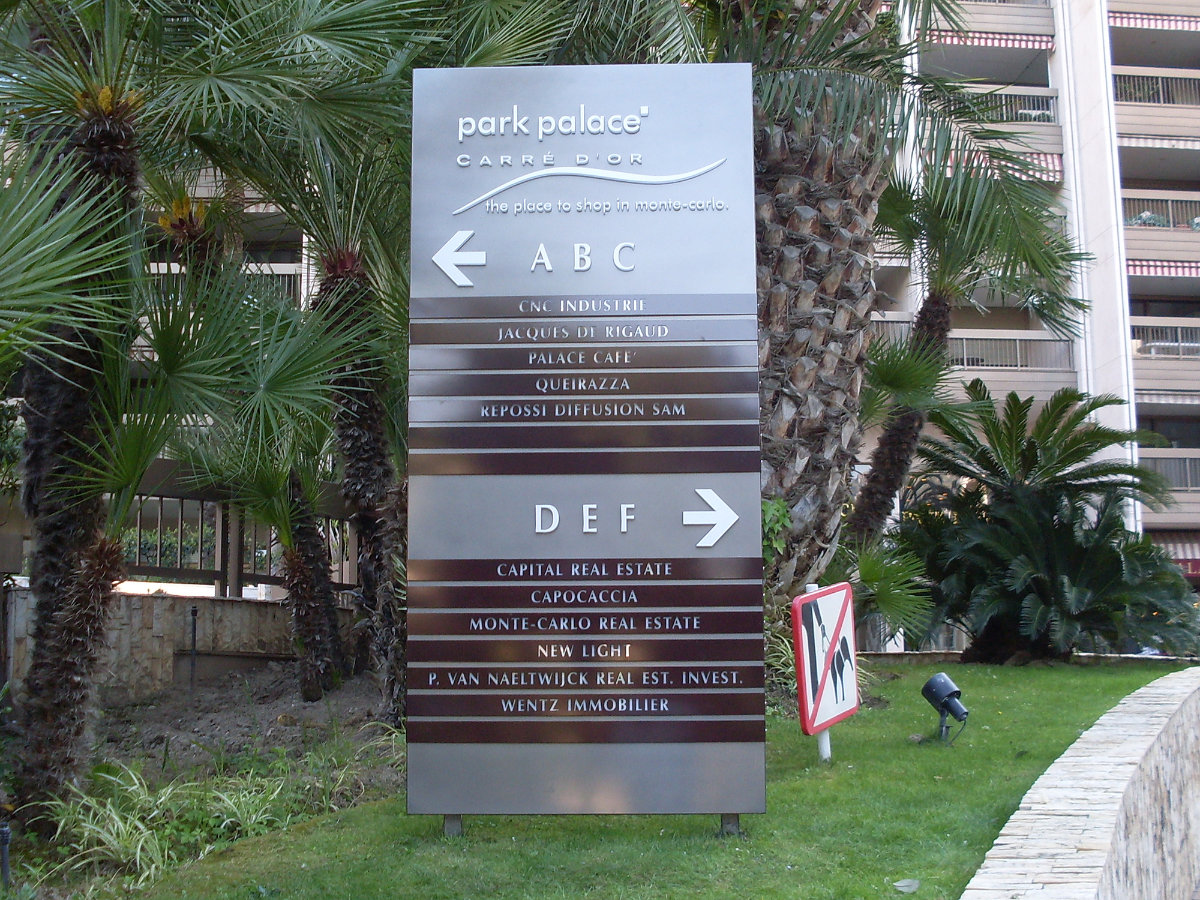 park palace
CARRÉ D'OR
the place to shop in monte-carlo.
A B C
CNC INDUSTRIE
JACQUES DE RIGAUD
PALACE CAFE'
QUEIRAZZA
REPOSSI DIFFUSION SAM
D E F
CAPITAL REAL ESTATE
CAPOCACCIA
MONTE-CARLO REAL ESTATE
NEW LIGHT
P. VAN NAELTWIJCK REAL EST. INVEST.
WENTZ IMMOBILIER